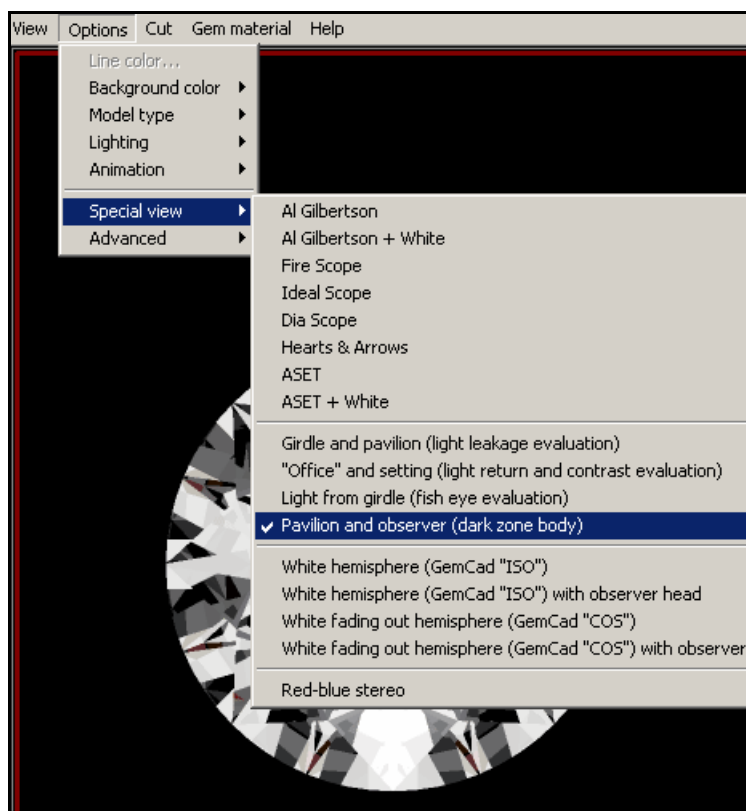 View Options Cut Gem material Help
Line color...
Background color
Model type
Lighting
Animation
Special view
Advanced
Al Gilbertson
Al Gilbertson + White
Fire Scope
Ideal Scope
Dia Scope
Hearts & Arrows
ASET
ASET + White
Girdle and pavilion (light leakage evaluation)
"Office" and setting (light return and contrast evaluation)
Light from girdle (fish eye evaluation)
Pavilion and observer (dark zone body)
White hemisphere (GemCad "ISO")
White hemisphere (GemCad "ISO") with observer head
White fading out hemisphere (GemCad "COS")
White fading out hemisphere (GemCad "COS") with observer
Red-blue stereo